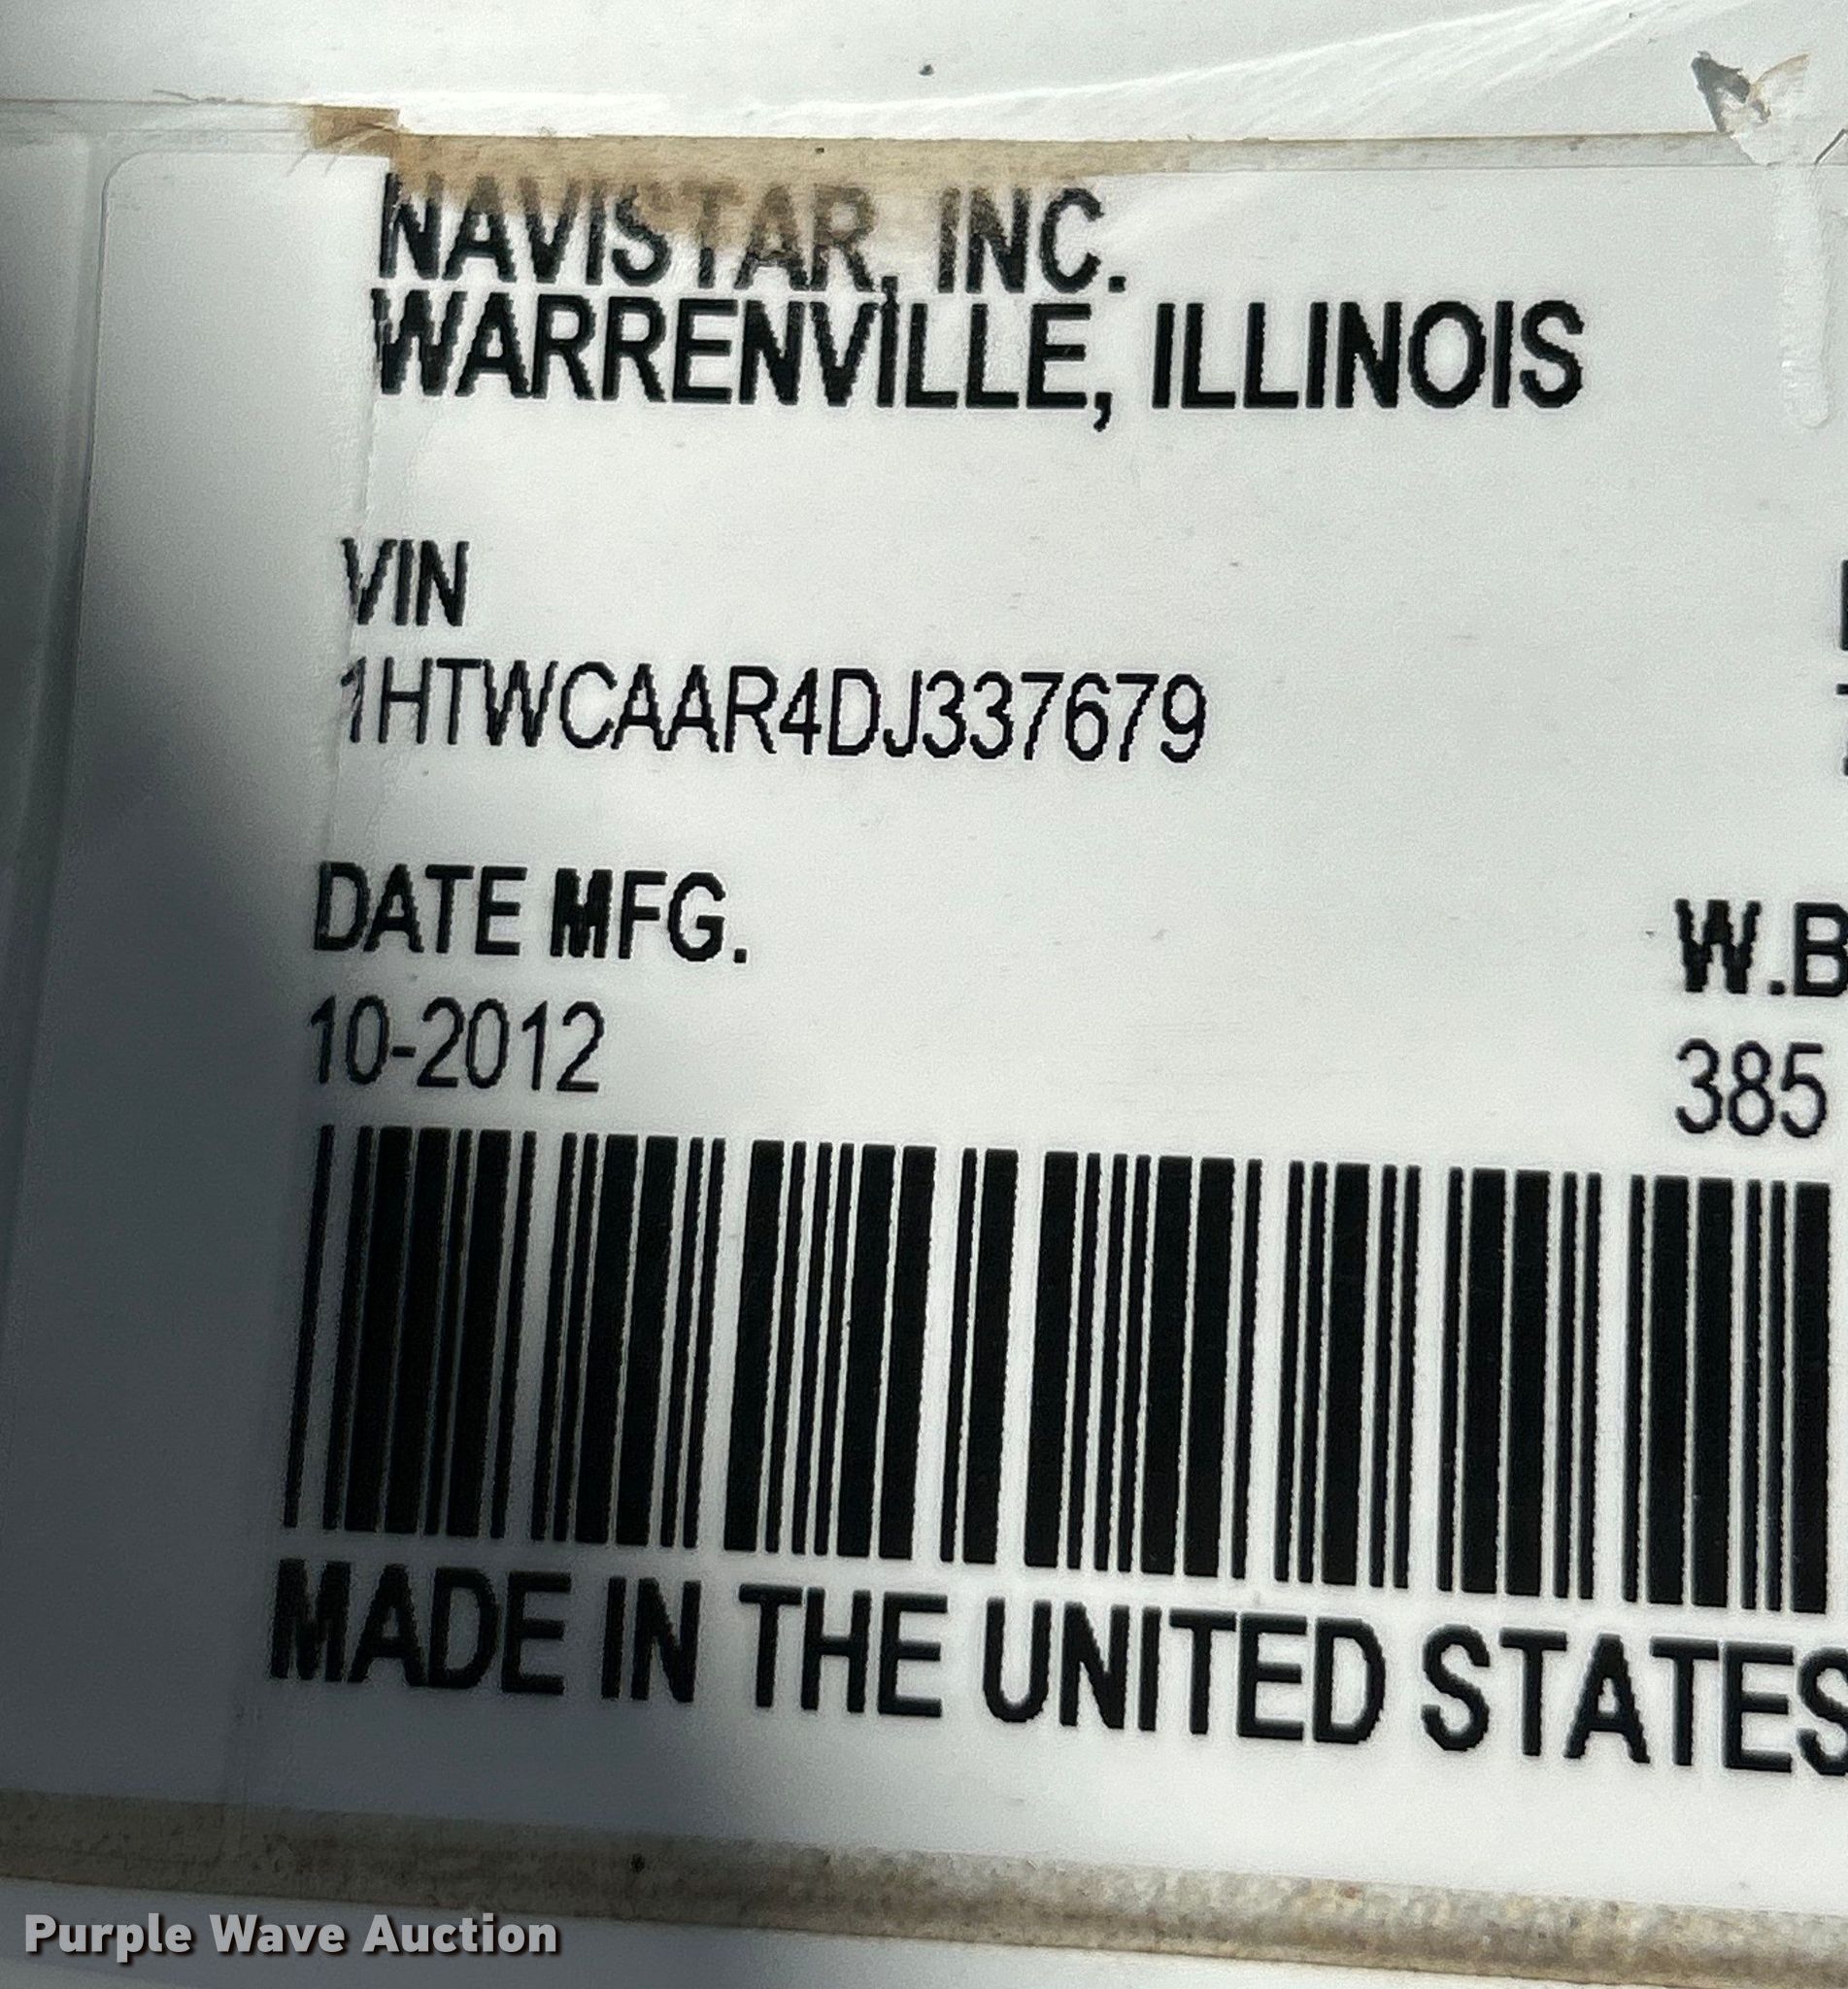 NAVISTAR, INC.
WARRENVILLE, ILLINOIS
VIN
1HTWCAAR4DJ337679
DATE MFG.
W.B
10-2012
385
MADE IN THE UNITED STATES
Purple Wave Auction